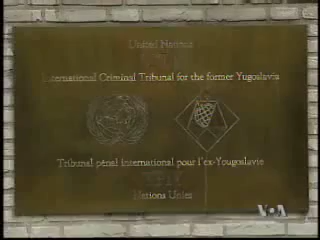 United Nations
International Criminal Tribunal for the former Yugoslavia
Tribunal pénal international pour l'ex-Yougoslavie
Nations Unies
VOA